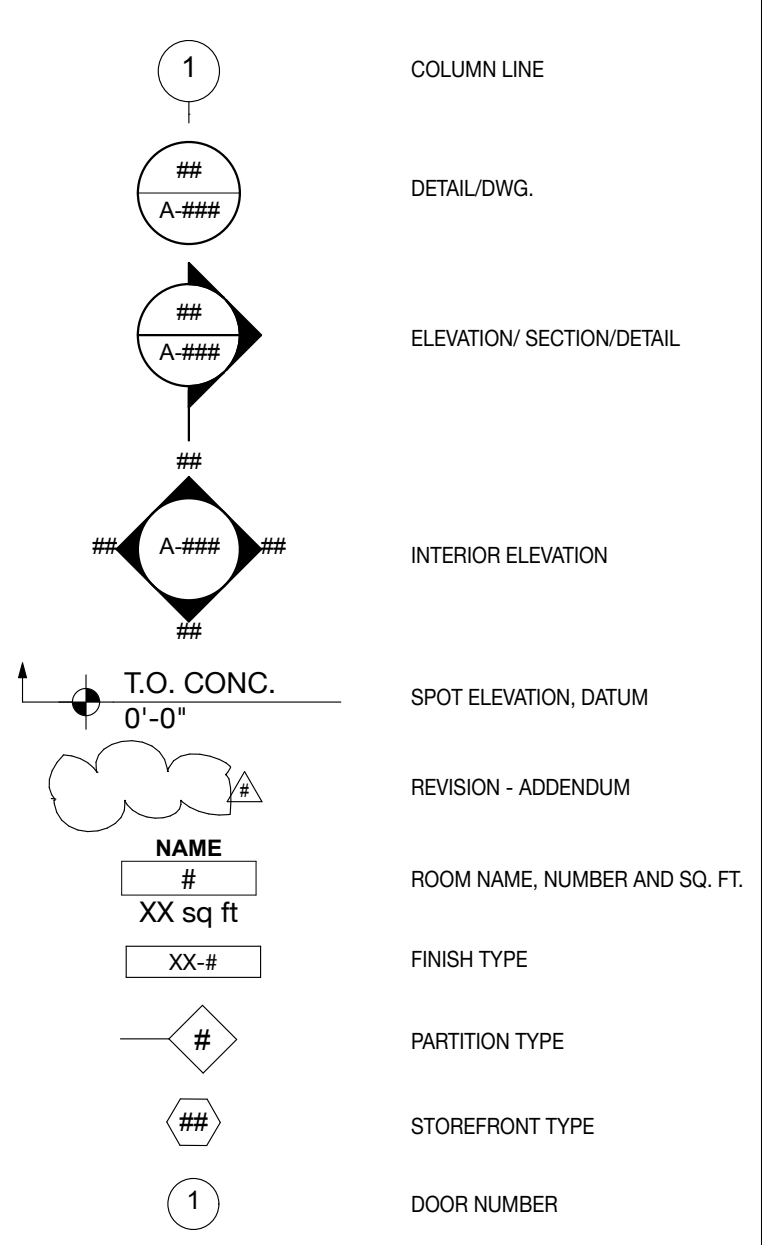 1 COLUMN LINE
##
A-###
DETAIL/DWG.
##
A-###
ELEVATION/ SECTION/DETAIL
##
## A-### ##
##
INTERIOR ELEVATION
T.O. CONC.
0'-0"
SPOT ELEVATION, DATUM
# REVISION - ADDENDUM
NAME
#
XX sq ft
ROOM NAME, NUMBER AND SQ. FT.
XX-# FINISH TYPE
# PARTITION TYPE
## STOREFRONT TYPE
1 DOOR NUMBER